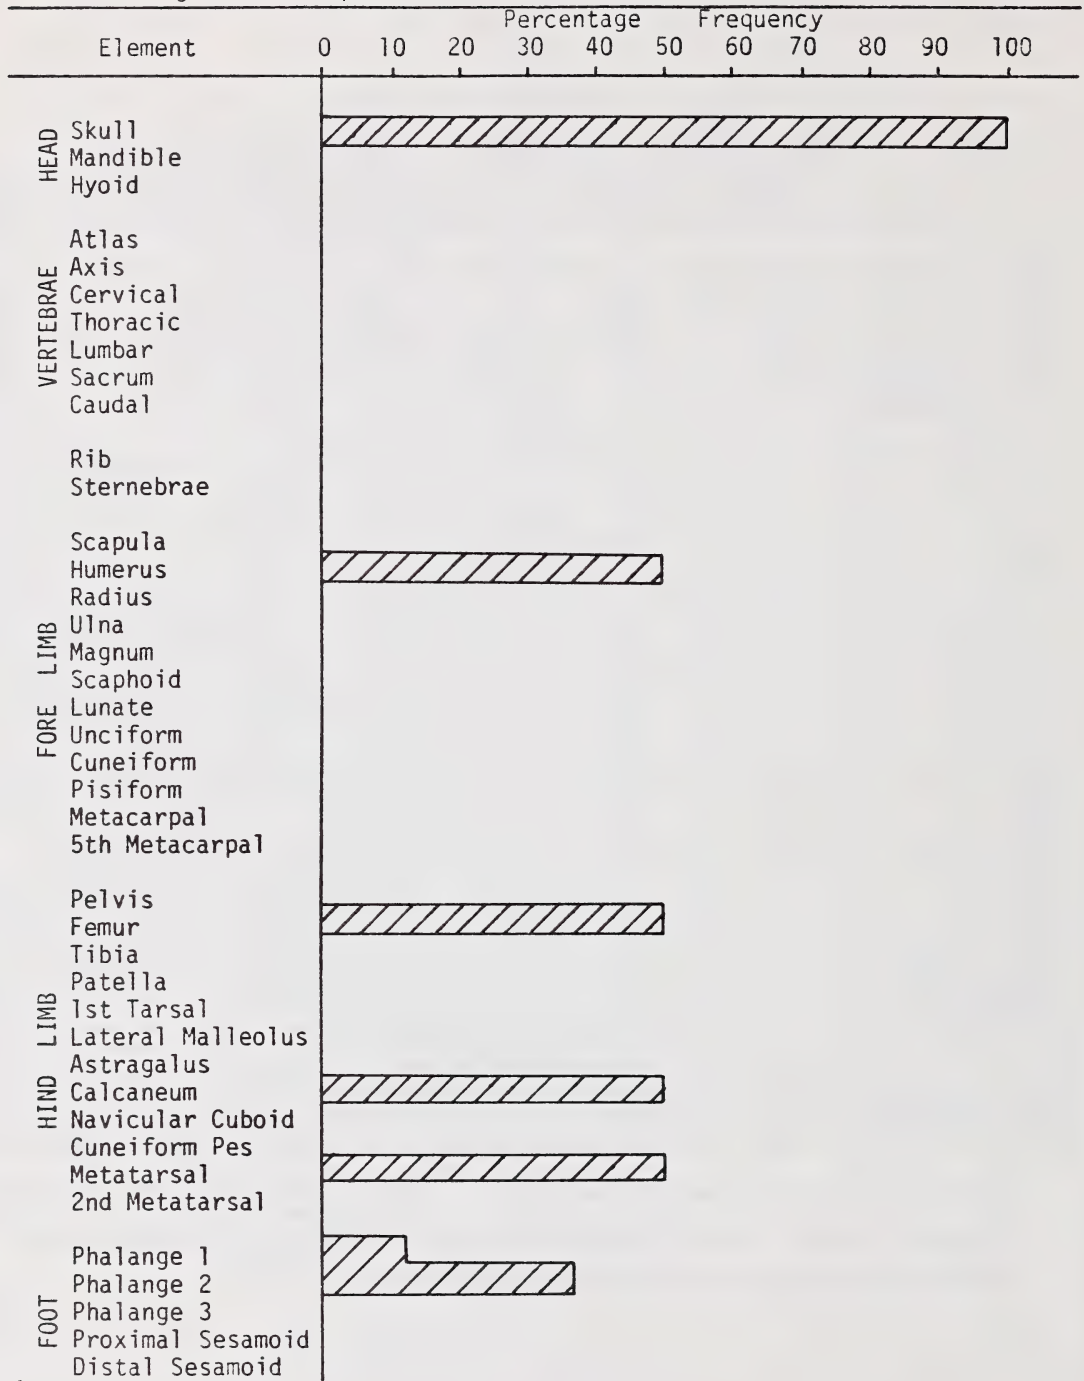 Percentage Frequency
Element 0 10 20 30 40 50 60 70 80 90 100
HEAD
Skull
Mandible
Hyoid
VERTEBRAE
Atlas
Axis
Cervical
Thoracic
Lumbar
Sacrum
Caudal
Rib
Sternebrae
FORE LIMB
Scapula
Humerus
Radius
Ulna
Magnum
Scaphoid
Lunate
Unciform
Cuneiform
Pisiform
Metacarpal
5th Metacarpal
HIND LIMB
Pelvis
Femur
Tibia
Patella
1st Tarsal
Lateral Malleolus
Astragalus
Calcaneum
Navicular Cuboid
Cuneiform Pes
Metatarsal
2nd Metatarsal
FOOT
Phalange 1
Phalange 2
Phalange 3
Proximal Sesamoid
Distal Sesamoid